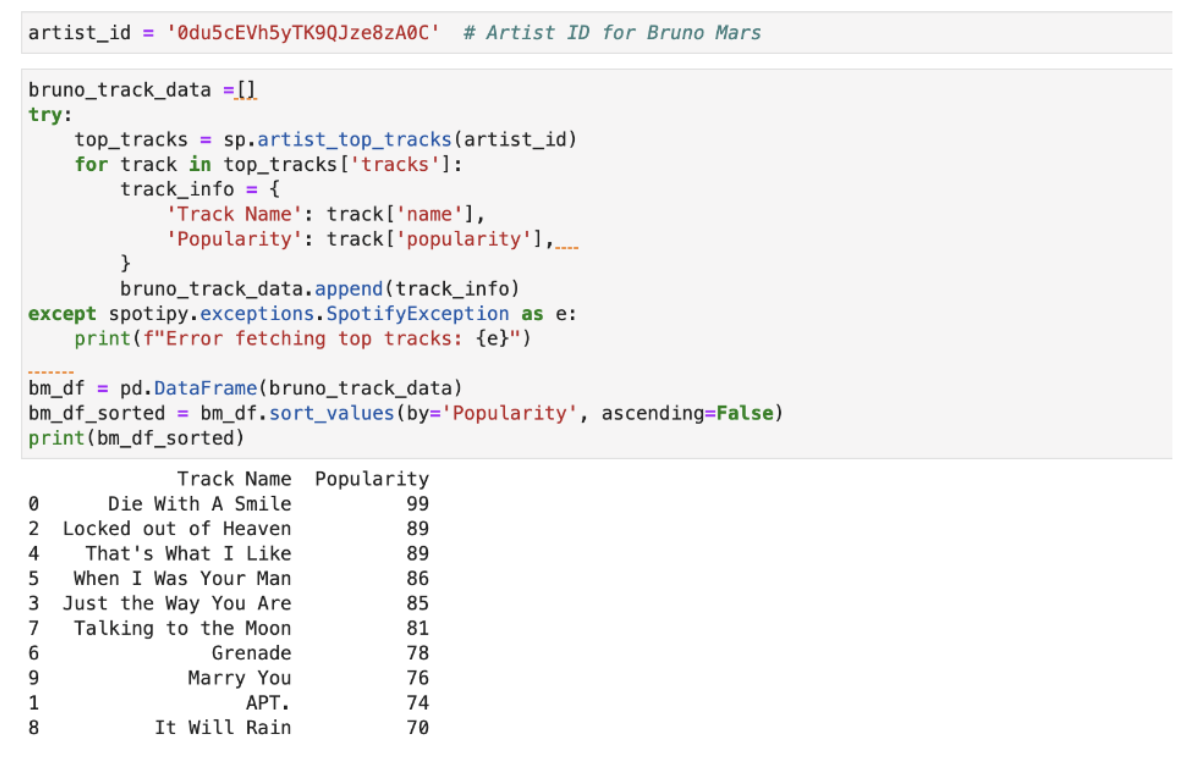 artist_id = '0du5cEVh5yTK9QJze8zA0C'  # Artist ID for Bruno Mars
bruno_track_data =[]
try:
    top_tracks = sp.artist_top_tracks(artist_id)
    for track in top_tracks['tracks']:
        track_info = {
            'Track Name': track['name'],
            'Popularity': track['popularity'],
        }
        bruno_track_data.append(track_info)
except spotipy.exceptions.SpotifyException as e:
    print(f"Error fetching top tracks: {e}")
bm_df = pd.DataFrame(bruno_track_data)
bm_df_sorted = bm_df.sort_values(by='Popularity', ascending=False)
print(bm_df_sorted)
             Track Name  Popularity
0       Die With A Smile          99
2  Locked out of Heaven          89
4    That's What I Like          89
5   When I Was Your Man          86
3  Just the Way You Are          85
7   Talking to the Moon          81
6               Grenade          78
9             Marry You          76
1                  APT.          74
8          It Will Rain          70